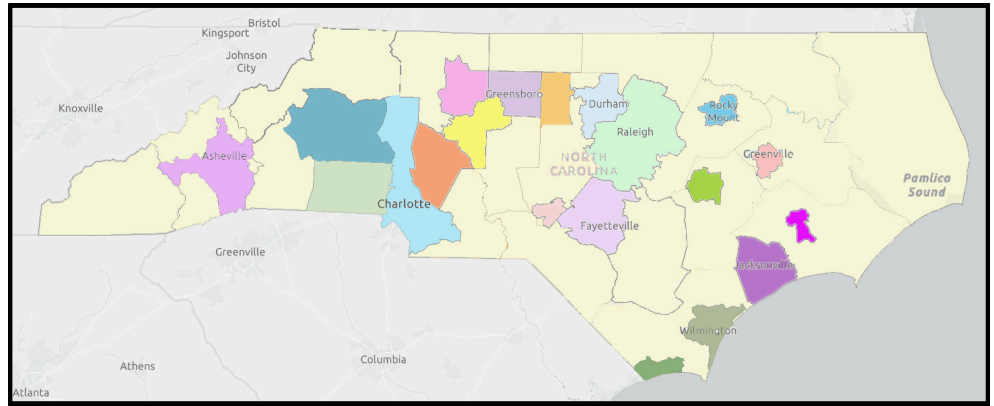 Bristol
Kingsport
Johnson
City
Knoxville
Greensboro
Durham
Rocky
Mount
Raleigh
Asheville
Greenville
NORTH
CAROLINA
Pamlico
Sound
Charlotte
Fayetteville
Greenville
Jacksonville
Wilmington
Columbia
Athens
Atlanta